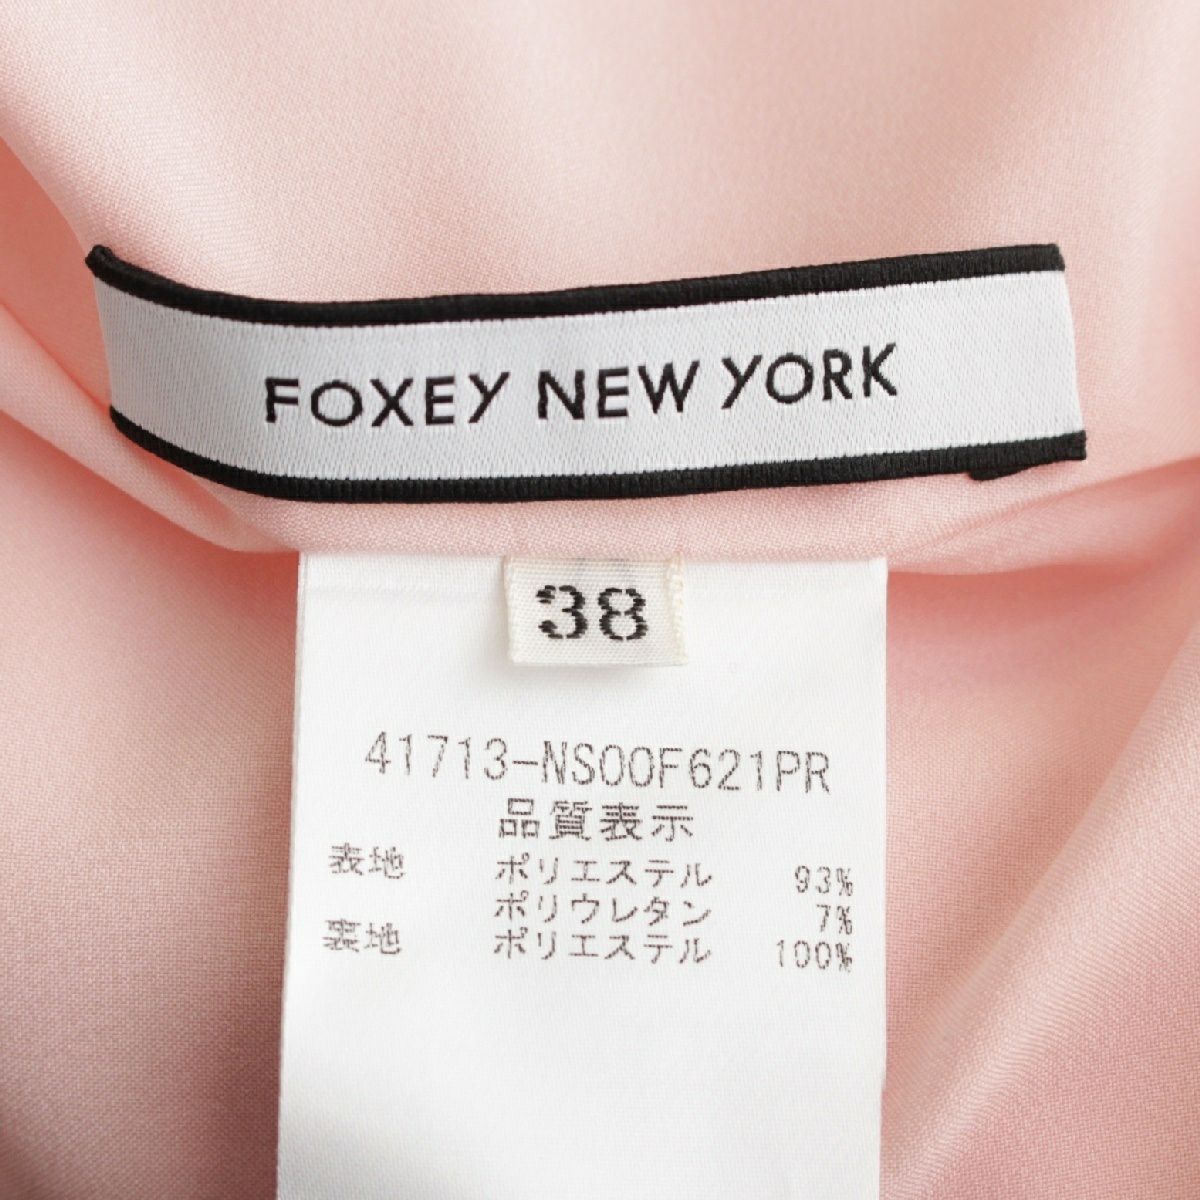 FOXEY NEW YORK
38
41713-NS00F621PR
品質表示
表地 ポリエステル 93%
ポリウレタン 7%
裏地 ポリエステル 100%